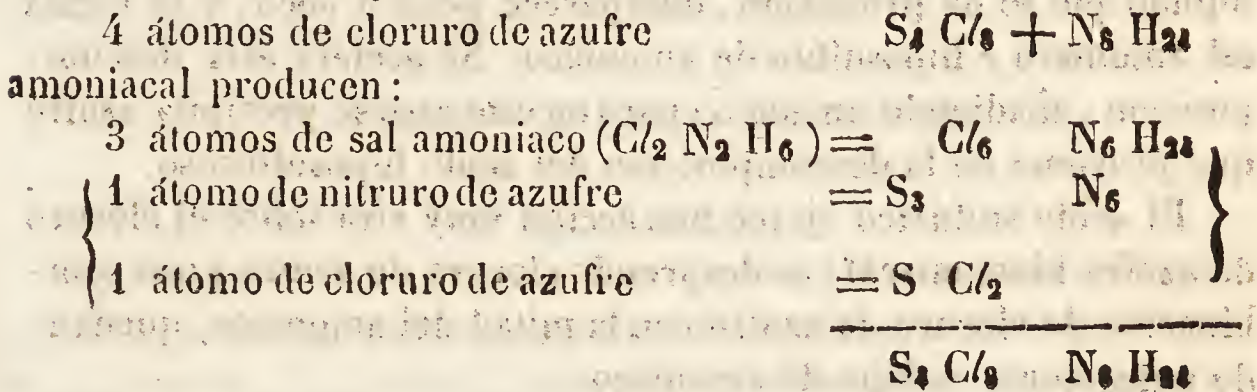 4 átomos de cloruro de azufre S₄ Cl₈ + N₈ H₂₄
amoniacal producen:
3 átomos de sal amoniaco (Cl₂ N₂ H₆) = Cl₆ N₆ H₂₄
1 átomo de nitruro de azufre = S₃ N₆
1 átomo de cloruro de azufre = S Cl₂
S₄ Cl₈ N₈ H₂₄